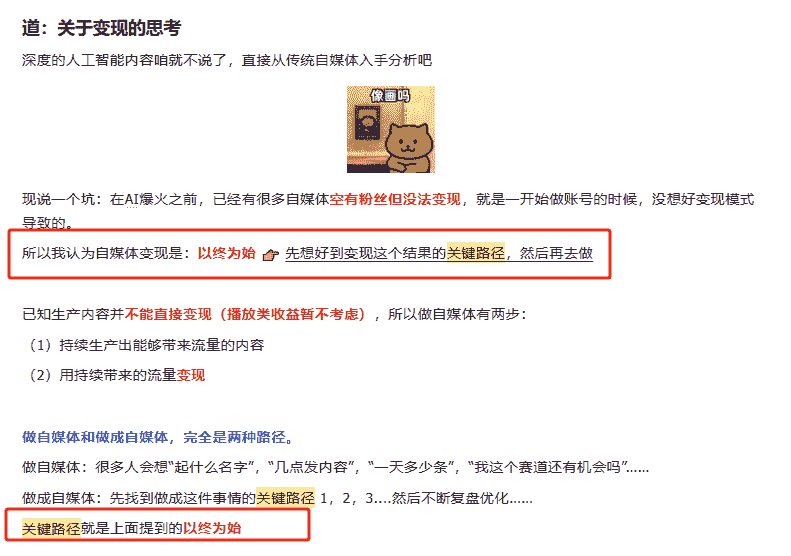 道：关于变现的思考
深度的人工智能内容咱就不说了，直接从传统自媒体入手分析吧
像画吗
现说一个坑：在AI爆火之前，已经有很多自媒体空有粉丝但没法变现，就是一开始做账号的时候，没想好变现模式
导致的。
所以我认为自媒体变现是：以终为始 👉 先想好到变现这个结果的关键路径，然后再去做
已知生产内容并不能直接变现（播放类收益暂不考虑），所以做自媒体有两步：
（1）持续生产出能够带来流量的内容
（2）用持续带来的流量变现
做自媒体和做成自媒体，完全是两种路径。
做自媒体：很多人会想“起什么名字”，“几点发内容”，“一天多少条”，“我这个赛道还有机会吗”......
做成自媒体：先找到做成这件事情的关键路径 1，2，3....然后不断复盘优化......
关键路径就是上面提到的以终为始